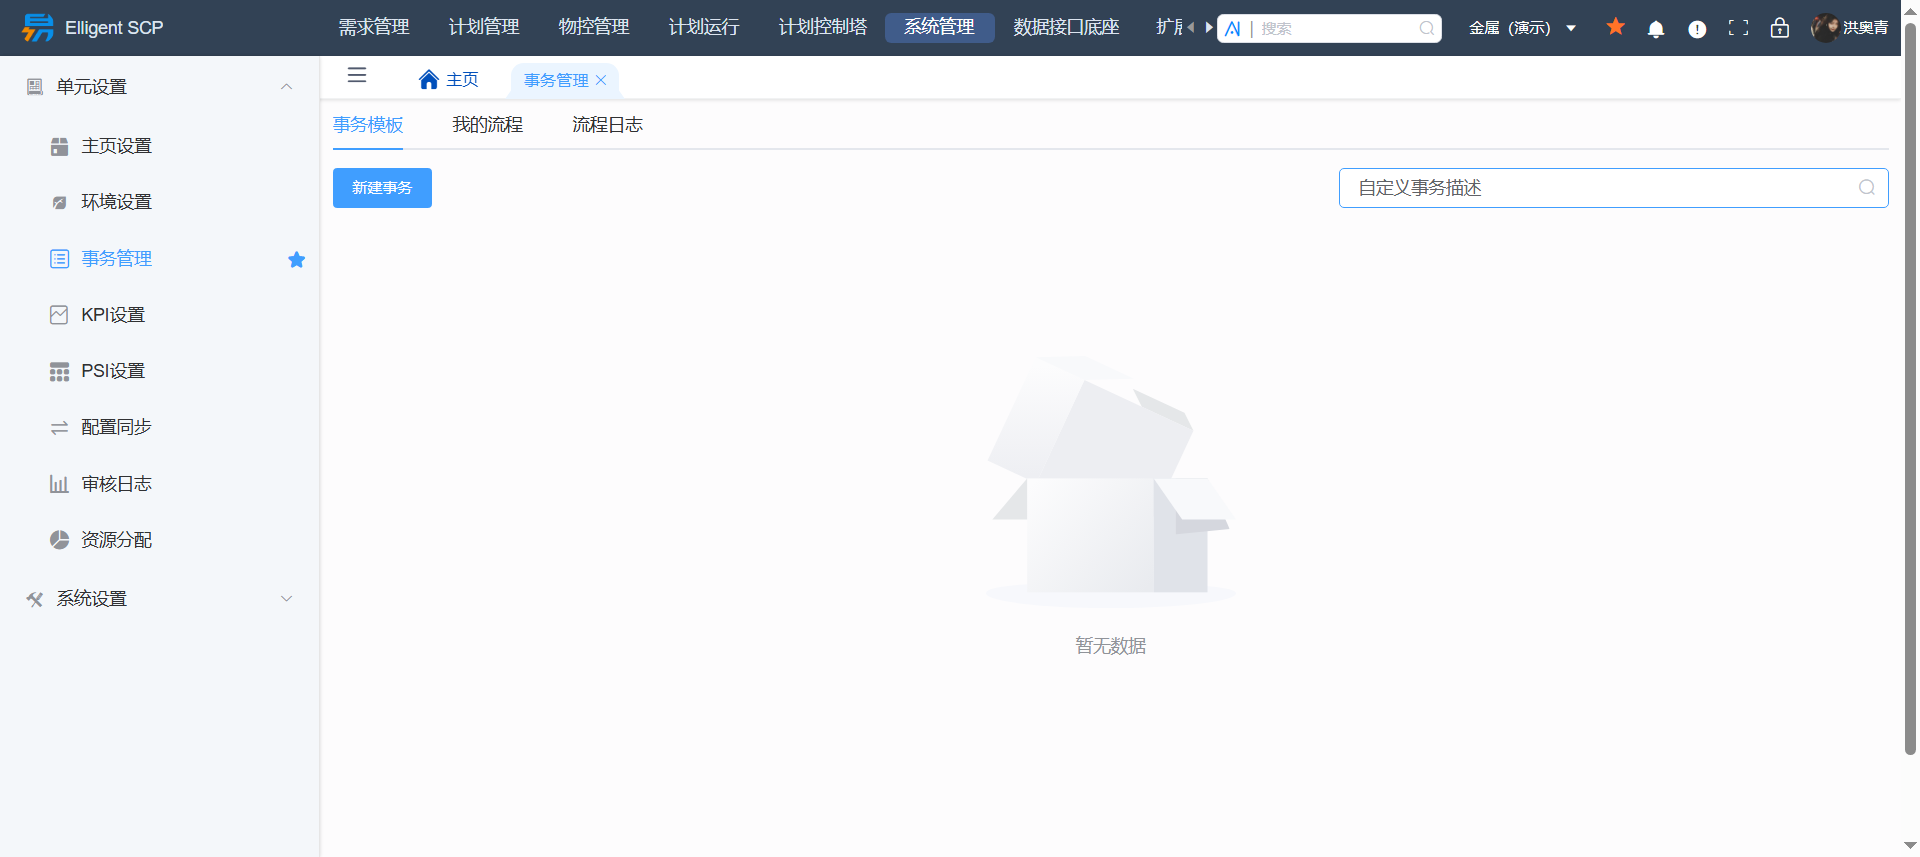 Elligent SCP
需求管理 计划管理 物控管理 计划运行 计划控制塔 系统管理 数据接口底座
AI | 搜索
金属（演示）
洪奥青
单元设置
主页设置
环境设置
事务管理
KPI设置
PSI设置
配置同步
审核日志
资源分配
系统设置
主页 事务管理
事务模板 我的流程 流程日志
新建事务
自定义事务描述
暂无数据